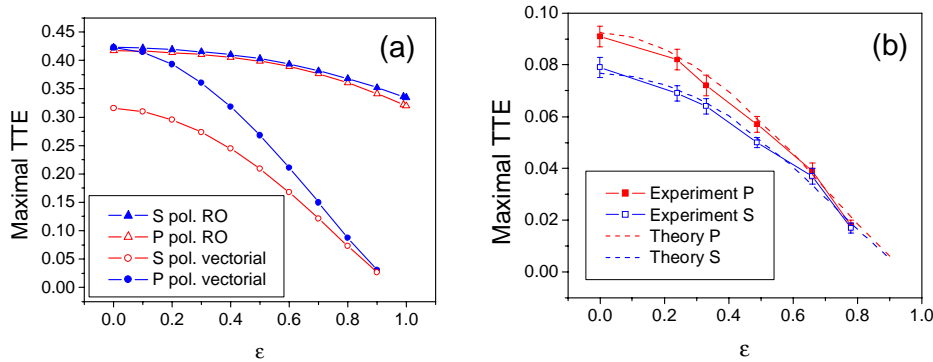 (a)
Maximal TTE
0.45
0.40
0.35
0.30
0.25
0.20
0.15
0.10
0.05
0.00
S pol. RO
P pol. RO
S pol. vectorial
P pol. vectorial
0.0 0.2 0.4 0.6 0.8 1.0
ε
(b)
Maximal TTE
0.10
0.08
0.06
0.04
0.02
0.00
Experiment P
Experiment S
Theory P
Theory S
0.0 0.2 0.4 0.6 0.8 1.0
ε